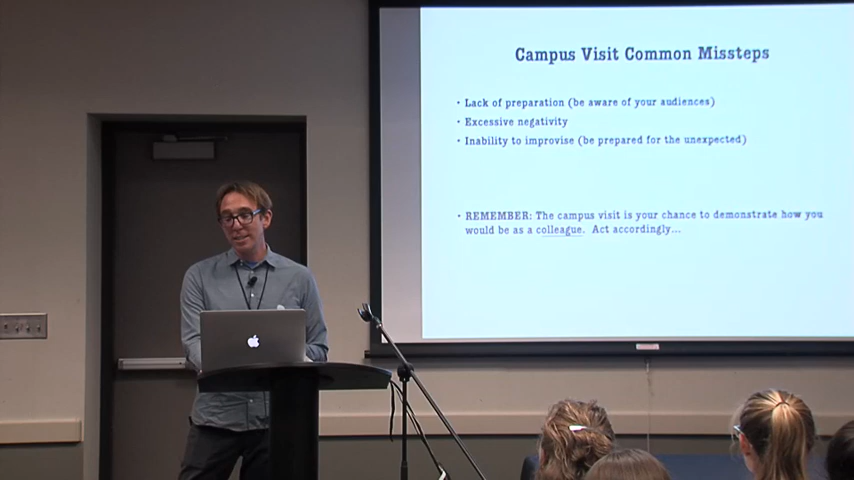 Campus Visit Common Missteps
• Lack of preparation (be aware of your audiences)
• Excessive negativity
• Inability to improvise (be prepared for the unexpected)
• REMEMBER: The campus visit is your chance to demonstrate how you
would be as a colleague. Act accordingly...